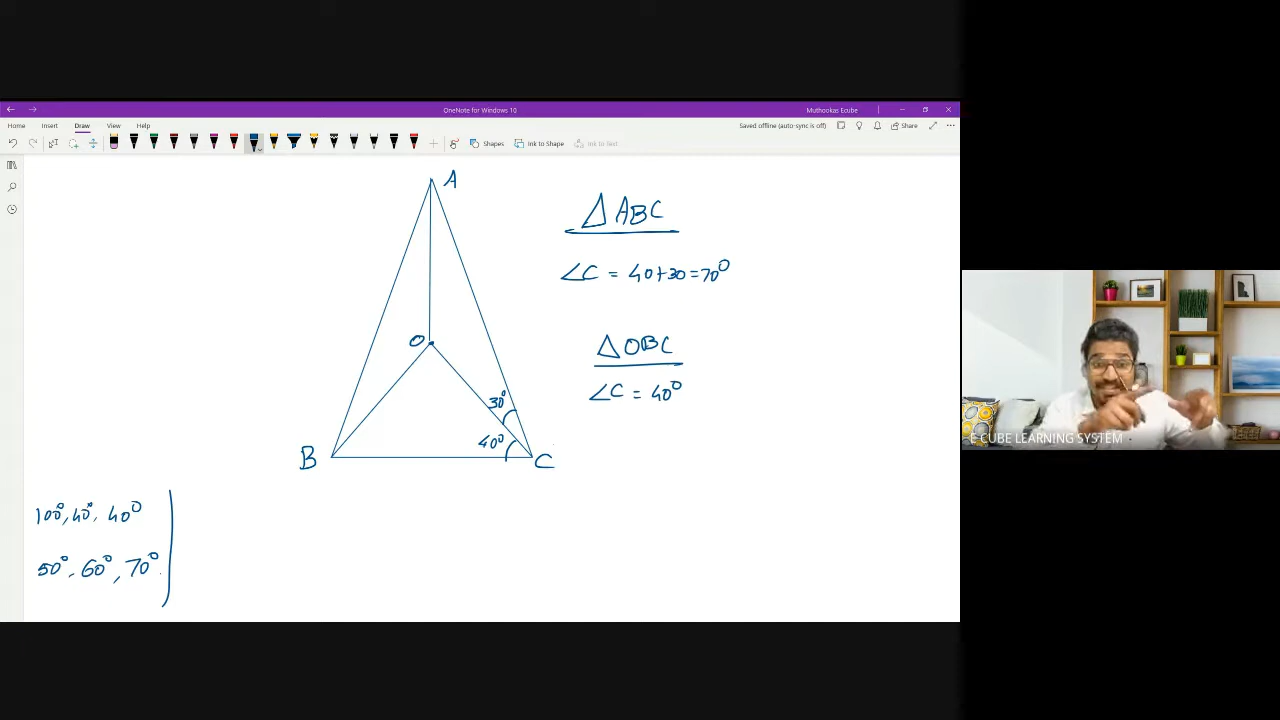 OneNote for Windows 10
Muthookas Ecube
Home Insert Draw View Help
Saved offline (auto-sync is off)
Share
Shapes
Ink to Shape
Ink to Text
A
△ABC
∠C = 40+30=70°
O
△OBC
∠C = 40°
30°
40°
B
C
100°, 40°, 40°
50°, 60°, 70°.
E CUBE LEARNING SYSTEM